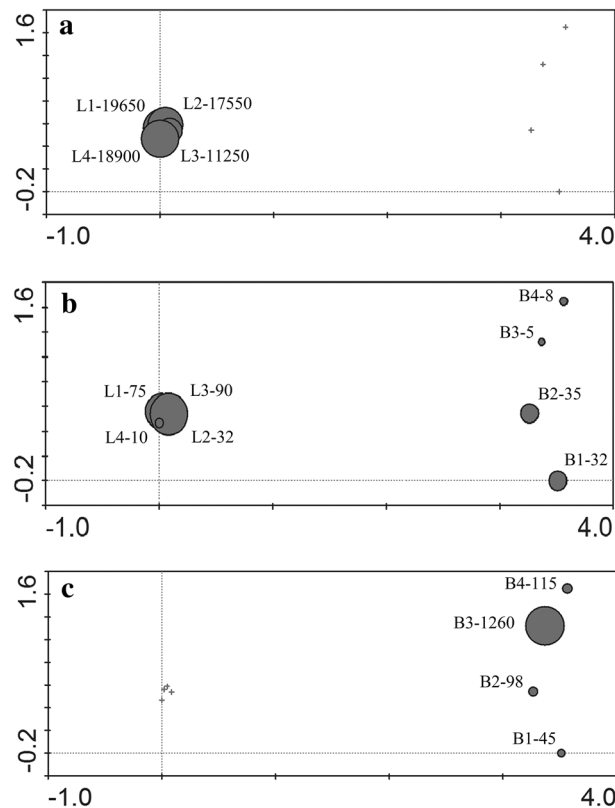 a
1.6
L1-19650 L2-17550
L4-18900 L3-11250
-0.2
-1.0 4.0
b
1.6
B4-8
B3-5
L1-75 L3-90
B2-35
L4-10 L2-32
B1-32
-0.2
-1.0 4.0
c
1.6
B4-115
B3-1260
B2-98
B1-45
-0.2
-1.0 4.0